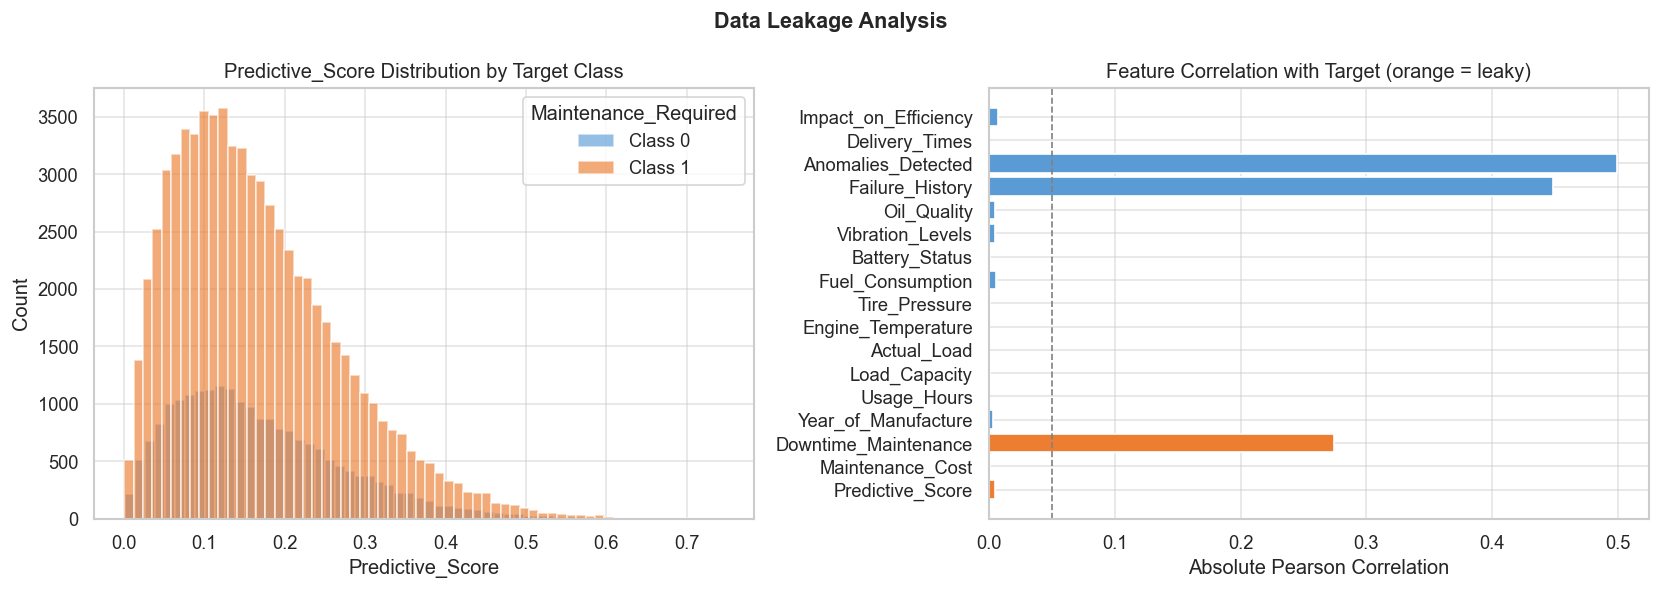 Data Leakage Analysis
Predictive_Score Distribution by Target Class
Maintenance_Required
Class 0
Class 1
3500
3000
2500
2000
1500
1000
500
0
Count
0.0 0.1 0.2 0.3 0.4 0.5 0.6 0.7
Predictive_Score
Feature Correlation with Target (orange = leaky)
Impact_on_Efficiency
Delivery_Times
Anomalies_Detected
Failure_History
Oil_Quality
Vibration_Levels
Battery_Status
Fuel_Consumption
Tire_Pressure
Engine_Temperature
Actual_Load
Load_Capacity
Usage_Hours
Year_of_Manufacture
Downtime_Maintenance
Maintenance_Cost
Predictive_Score
0.0 0.1 0.2 0.3 0.4 0.5
Absolute Pearson Correlation